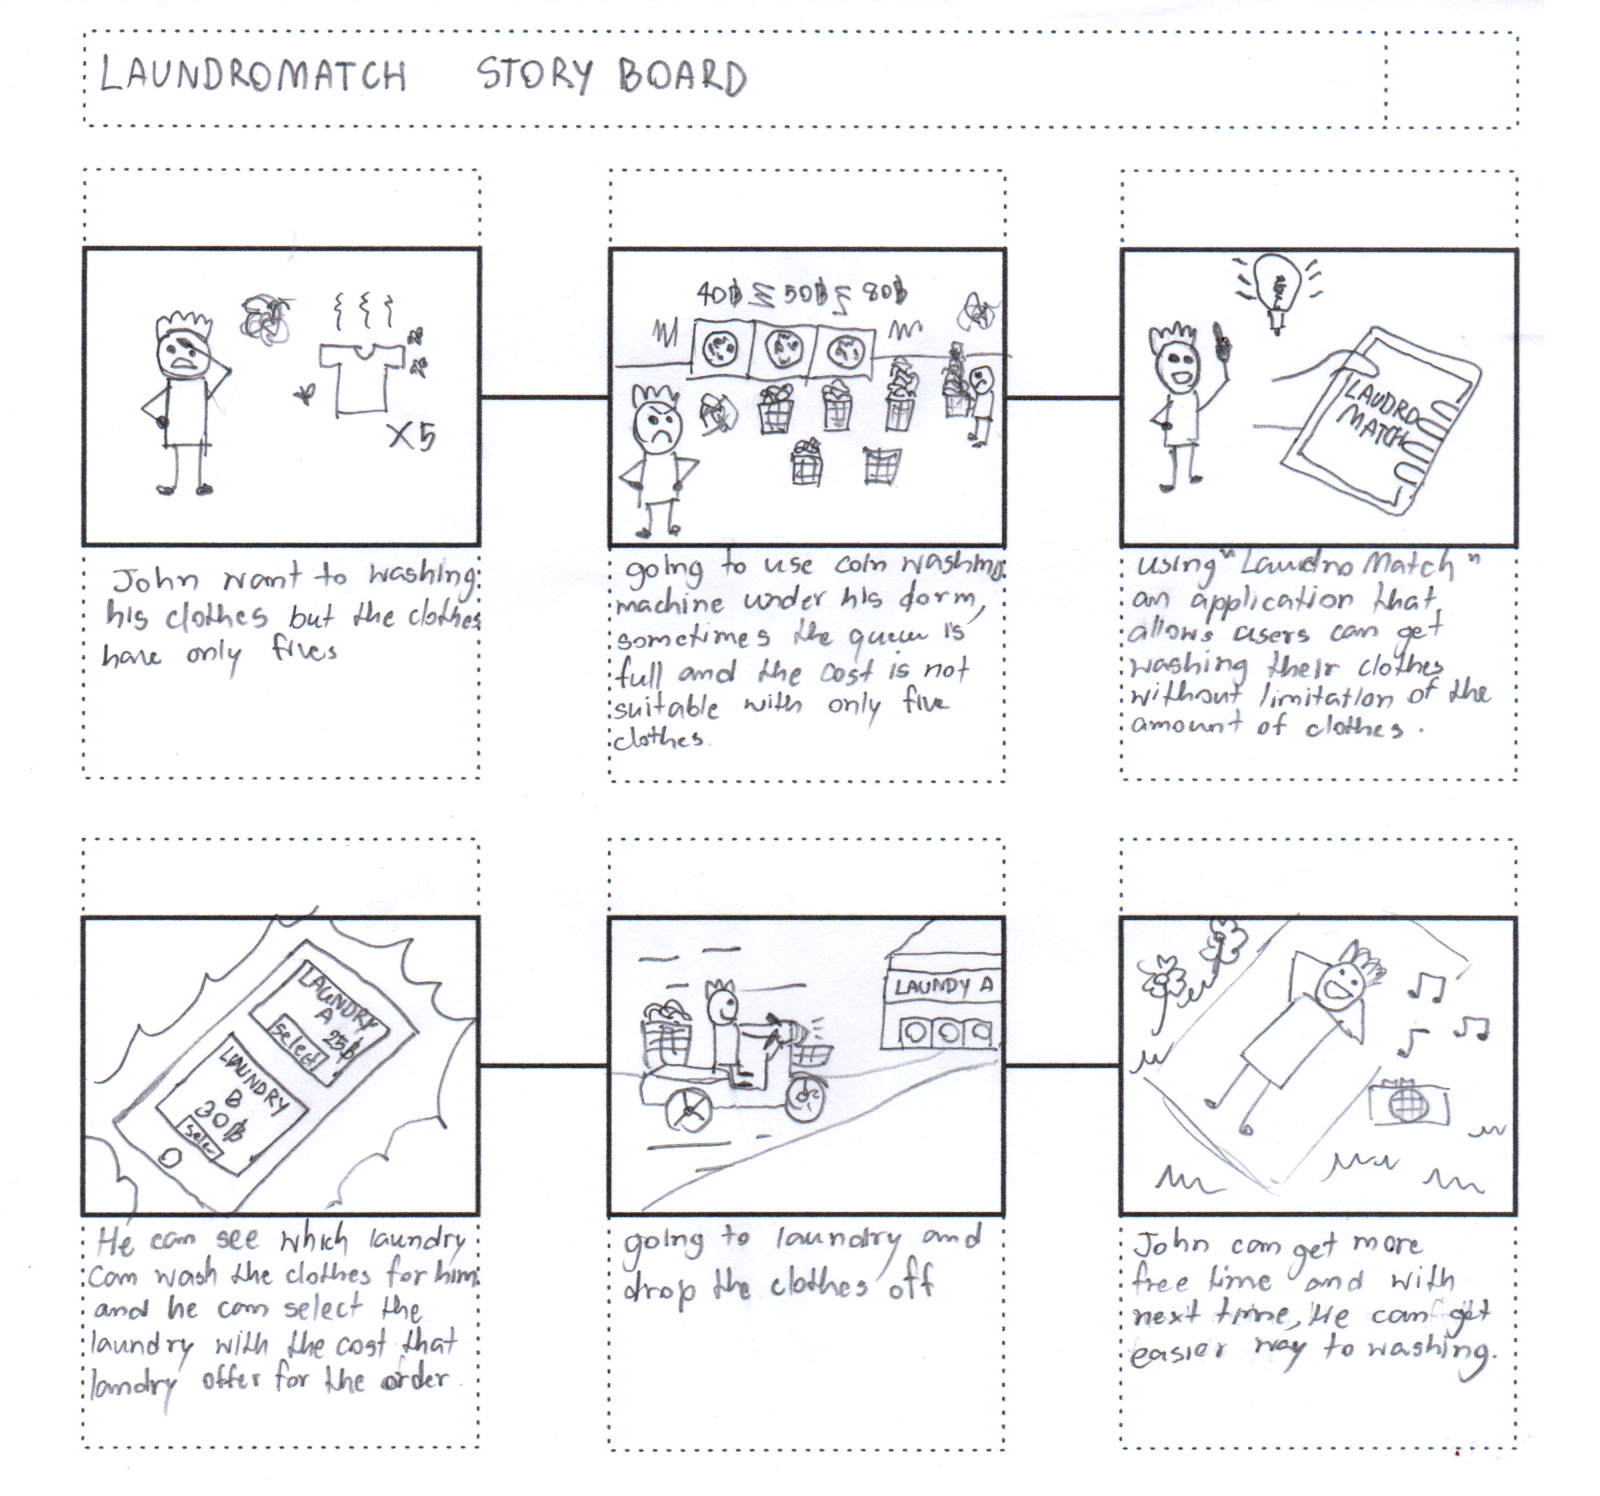 LAUNDROMATCH STORY BOARD
X5
John want to washing
his clothes but the clothes
have only fives
40฿ 50฿ 80฿
going to use coin washing
machine under his dorm,
sometimes the queue is
full and the cost is not
suitable with only five
clothes.
LAUDRO
MATCH
using "Laundro Match"
an application that
allows users can get
washing their clothes
without limitation of the
amount of clothes.
LAUNDRY
A 25฿
select
LAUNDRY
B
30฿
selec
He can see which laundry
can wash the clothes for him
and he can select the
laundry with the cost that
laundry offer for the order.
LAUNDY A
going to laundry and
drop the clothes off
John can get more
free time and with
next time, He can get
easier way to washing.